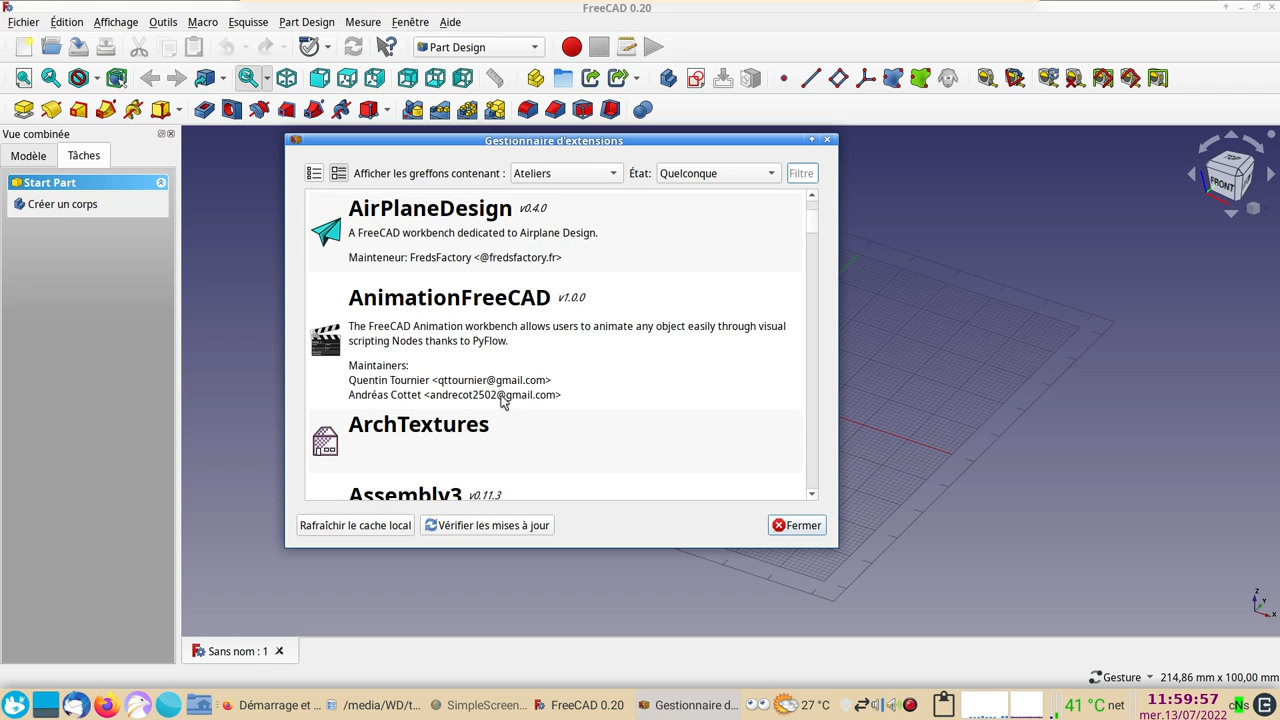 FreeCAD 0.20
Fichier Édition Affichage Outils Macro Esquisse Part Design Mesure Fenêtre Aide
Part Design
Vue combinée
Modèle Tâches
Start Part
Créer un corps
Gestionnaire d'extensions
Afficher les greffons contenant : Ateliers État: Quelconque Filtre
AirPlaneDesign v0.4.0
A FreeCAD workbench dedicated to Airplane Design.
Mainteneur: FredsFactory <@fredsfactory.fr>
AnimationFreeCAD v1.0.0
The FreeCAD Animation workbench allows users to animate any object easily through visual
scripting Nodes thanks to PyFlow.
Maintainers:
Quentin Tournier <qttournier@gmail.com>
Andréas Cottet <andrecot2502@gmail.com>
ArchTextures
Assembly3 v0.11.3
Rafraîchir le cache local Vérifier les mises à jour Fermer
FRONT
Z
Y
X
Sans nom : 1
Gesture 214,86 mm x 100,00 mm
Démarrage et ... /media/WD/t... SimpleScreen... FreeCAD 0.20 Gestionnaire d... 27 °C 41 °C net 11:59:57
mer.13/07/2022
cNs